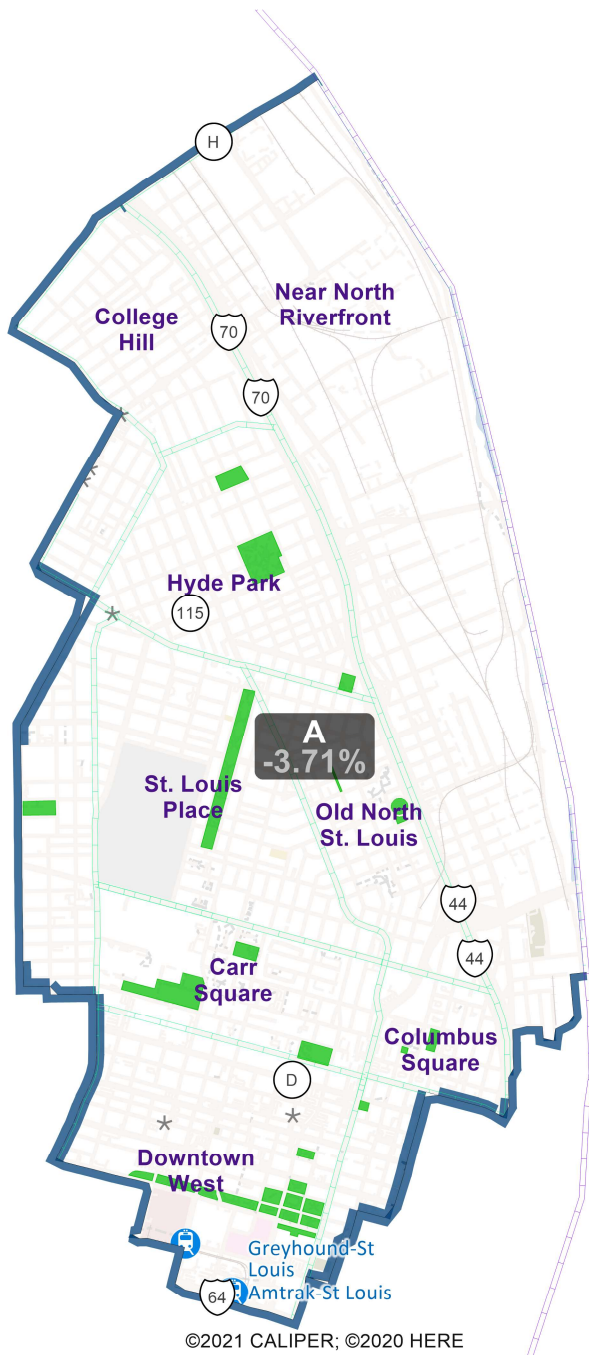 H
Near North
Riverfront
College
Hill
70
70
Hyde Park
115
A
-3.71%
St. Louis
Place
Old North
St. Louis
44
44
Carr
Square
Columbus
Square
D
Downtown
West
Greyhound-St
Louis
Amtrak-St Louis
64
©2021 CALIPER; ©2020 HERE